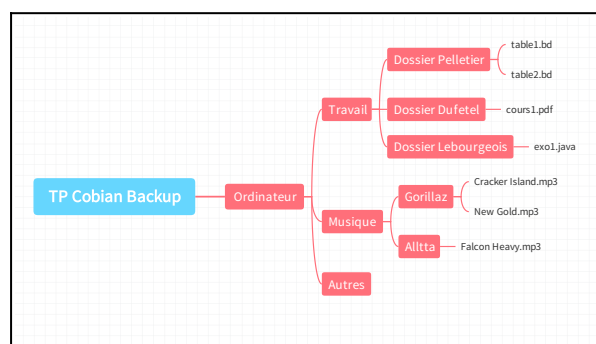 TP Cobian Backup
Ordinateur
Travail
Dossier Pelletier
table1.bd
table2.bd
Dossier Dufetel
cours1.pdf
Dossier Lebourgeois
exo1.java
Musique
Gorillaz
Cracker Island.mp3
New Gold.mp3
Alltta
Falcon Heavy.mp3
Autres